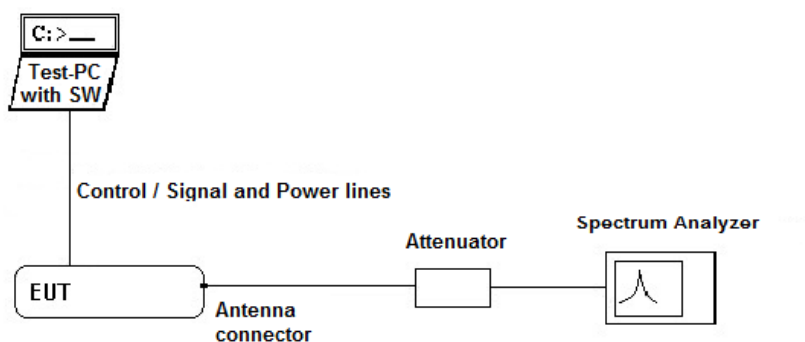 C:>
Test-PC
with SW
Control / Signal and Power lines
Spectrum Analyzer
Attenuator
EUT
Antenna
connector